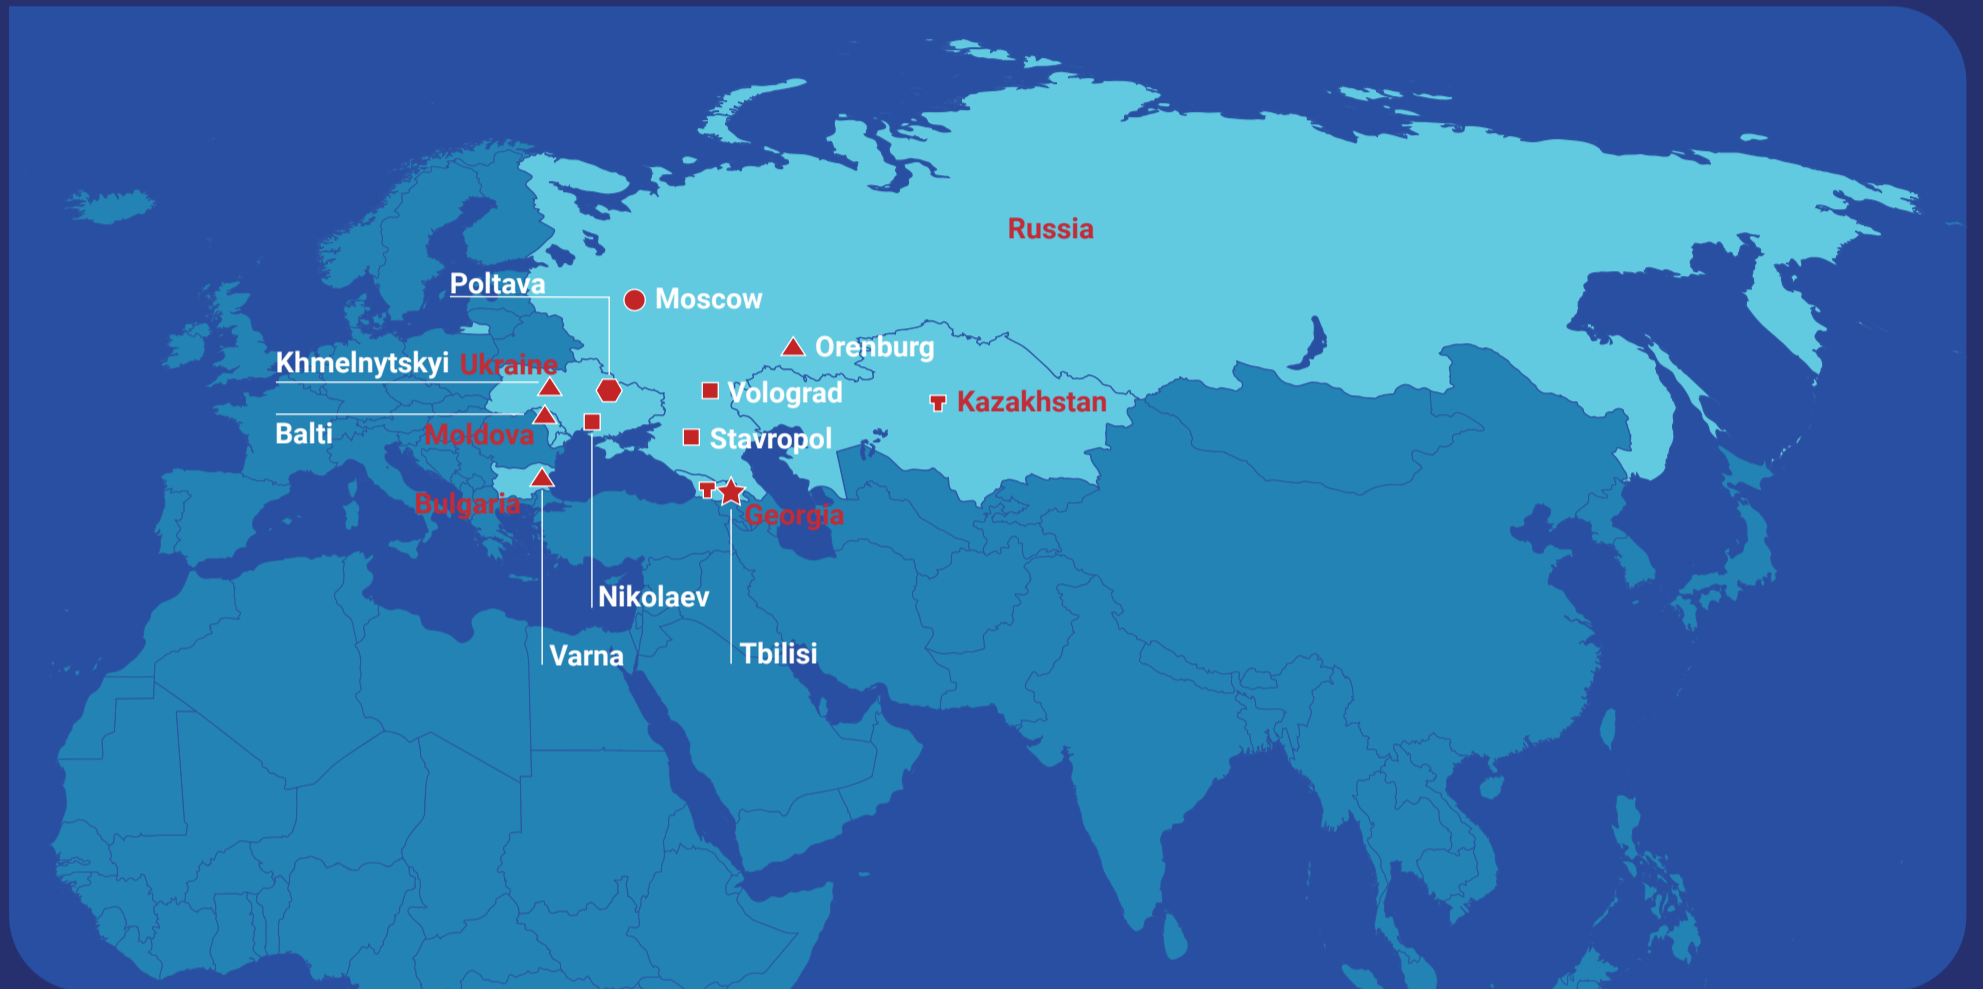 Russia
Poltava
Moscow
Orenburg
Khmelnytskyi
Ukraine
Volograd
Kazakhstan
Balti
Moldova
Stavropol
Bulgaria
Georgia
Nikolaev
Varna
Tbilisi